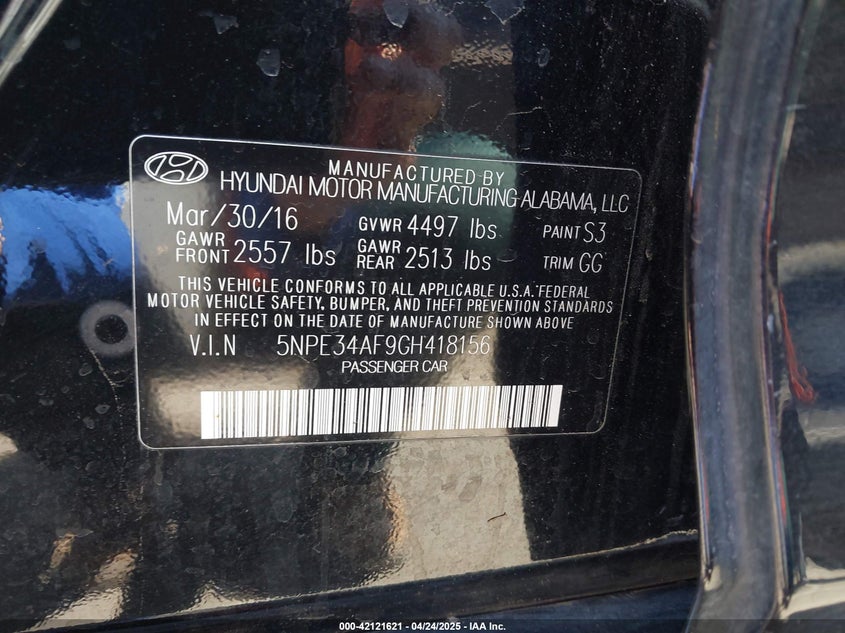 MANUFACTURED BY
HYUNDAI MOTOR MANUFACTURING ALABAMA, LLC
Mar/30/16 GVWR 4497 lbs PAINT S3
GAWR FRONT 2557 lbs GAWR REAR 2513 lbs TRIM GG
THIS VEHICLE CONFORMS TO ALL APPLICABLE U.S.A. FEDERAL
MOTOR VEHICLE SAFETY, BUMPER, AND THEFT PREVENTION STANDARDS
IN EFFECT ON THE DATE OF MANUFACTURE SHOWN ABOVE
V.I.N 5NPE34AF9GH418156
PASSENGER CAR
000-42121621 - 04/24/2025 - IAA Inc.